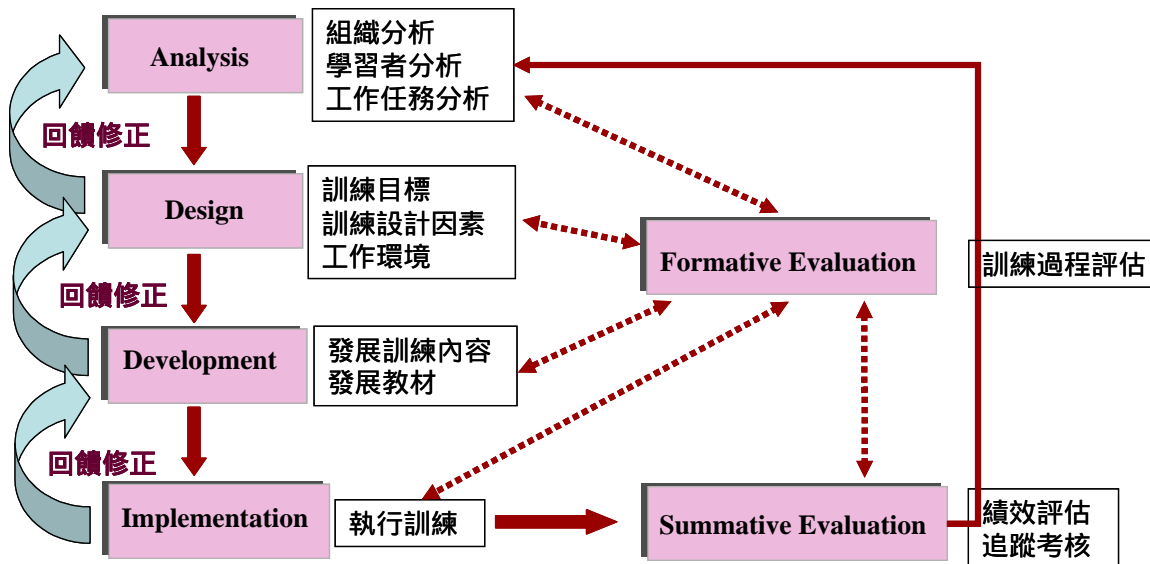 Analysis
組織分析
學習者分析
工作任務分析
回饋修正
Design
訓練目標
訓練設計因素
工作環境
Formative Evaluation
訓練過程評估
回饋修正
Development
發展訓練內容
發展教材
回饋修正
Implementation
執行訓練
Summative Evaluation
績效評估
追蹤考核